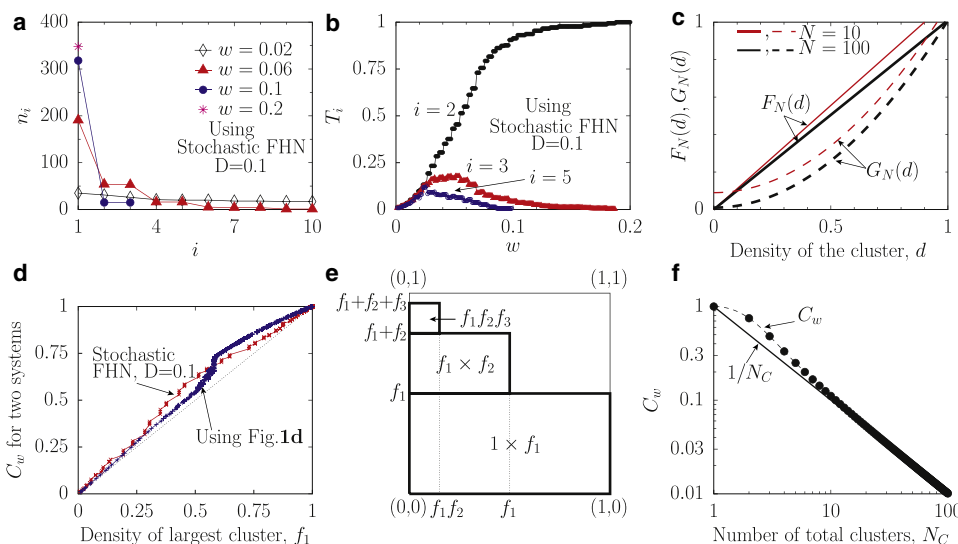 a
400
300
200
100
0
n_i
w = 0.02
w = 0.06
w = 0.1
w = 0.2
Using
Stochastic FHN
D=0.1
1 4 7 10
i
b
1
0.75
0.5
0.25
0
T_i
i = 2
Using
Stochastic FHN
D=0.1
i = 3
i = 5
0 0.1 0.2
w
c
1
0.75
0.5
0.25
0
F_N(d), G_N(d)
, N = 10
, N = 100
F_N(d)
G_N(d)
0 0.5 1
Density of the cluster, d
d
1
0.75
0.5
0.25
0
C_w for two systems
Stochastic
FHN, D=0.1
Using Fig.1d
0 0.25 0.5 0.75 1
Density of largest cluster, f_1
e
(0,1) (1,1)
f_1+f_2+f_3
f_1+f_2
f_1
f_1f_2f_3
f_1 × f_2
1 × f_1
(0,0) f_1f_2 f_1 (1,0)
f
1
0.3
0.1
0.03
0.01
C_w
C_w
1/N_C
1 10 100
Number of total clusters, N_C